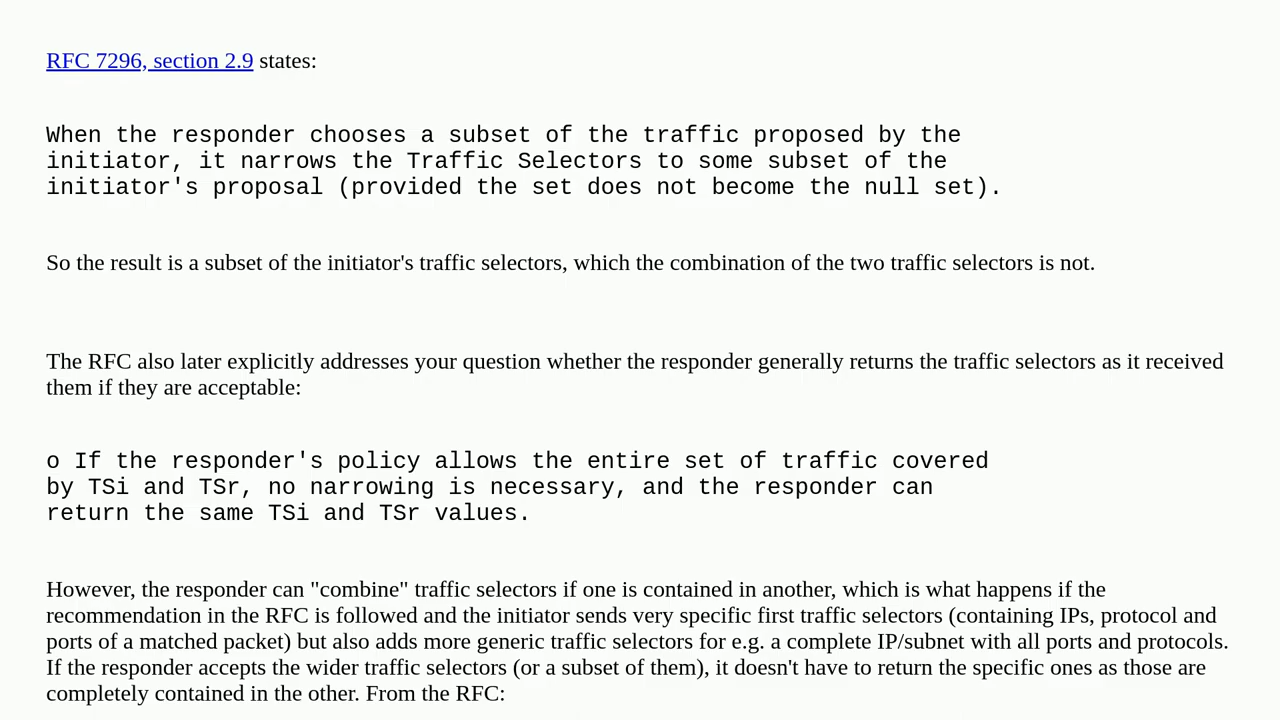 RFC 7296, section 2.9 states:
When the responder chooses a subset of the traffic proposed by the
initiator, it narrows the Traffic Selectors to some subset of the
initiator's proposal (provided the set does not become the null set).
So the result is a subset of the initiator's traffic selectors, which the combination of the two traffic selectors is not.
The RFC also later explicitly addresses your question whether the responder generally returns the traffic selectors as it received
them if they are acceptable:
o If the responder's policy allows the entire set of traffic covered
by TSi and TSr, no narrowing is necessary, and the responder can
return the same TSi and TSr values.
However, the responder can "combine" traffic selectors if one is contained in another, which is what happens if the
recommendation in the RFC is followed and the initiator sends very specific first traffic selectors (containing IPs, protocol and
ports of a matched packet) but also adds more generic traffic selectors for e.g. a complete IP/subnet with all ports and protocols.
If the responder accepts the wider traffic selectors (or a subset of them), it doesn't have to return the specific ones as those are
completely contained in the other. From the RFC: